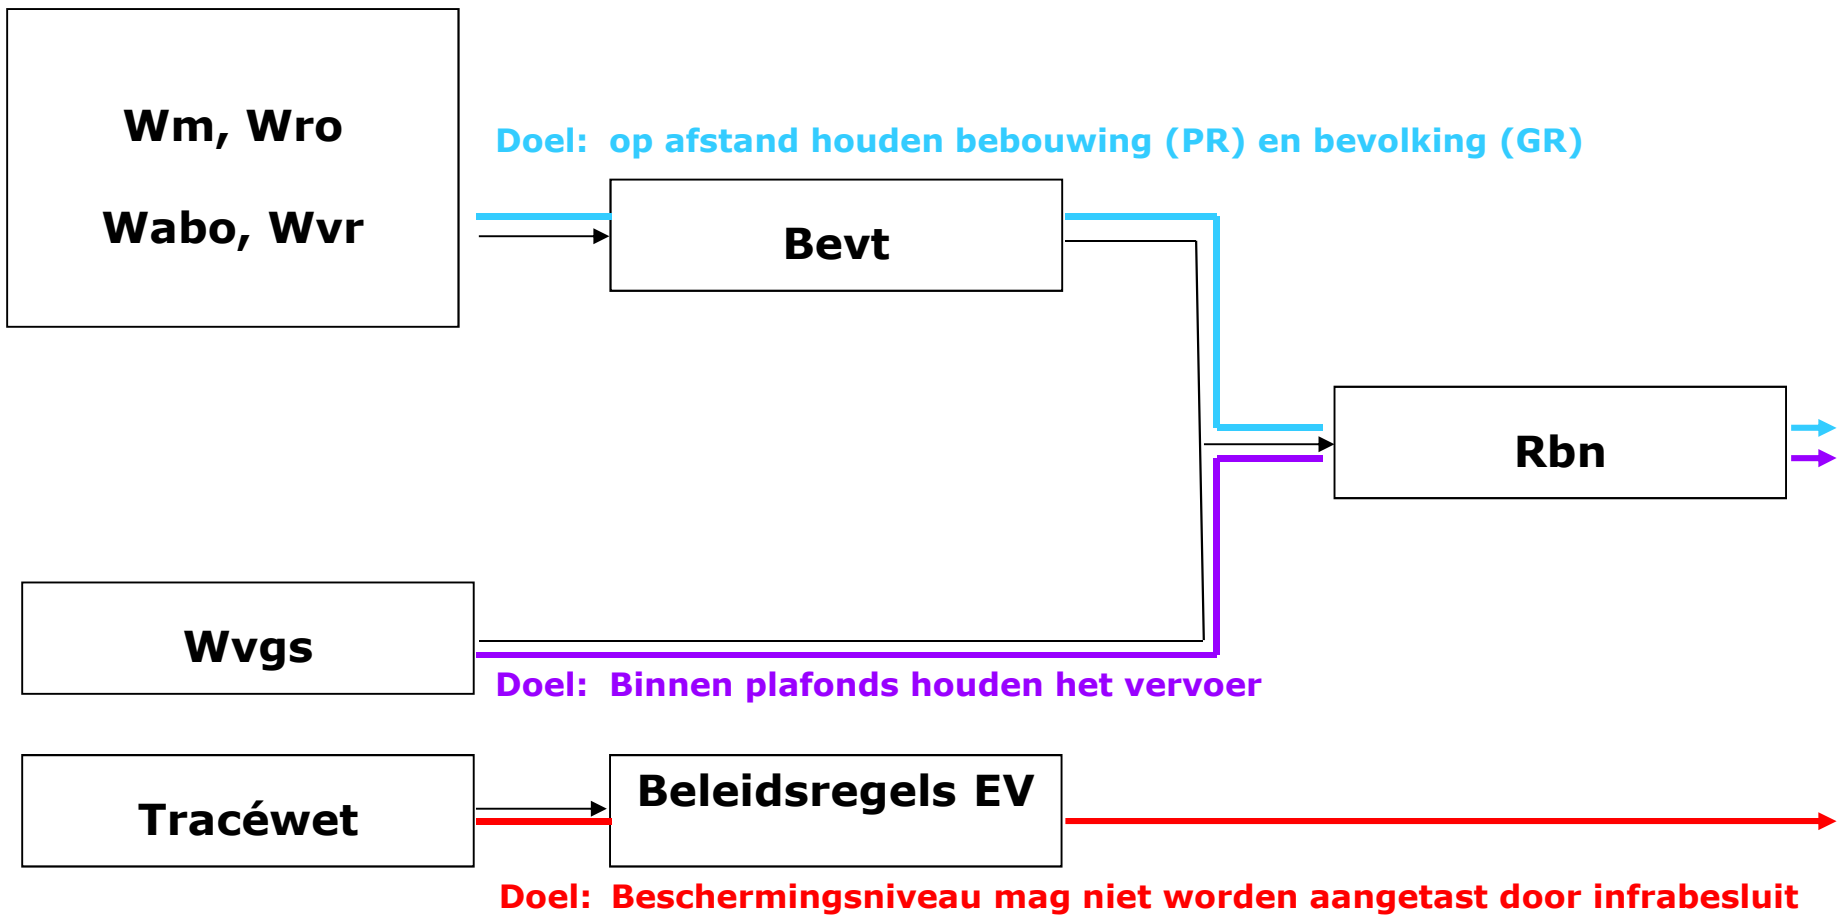 Wm, Wro
Wabo, Wvr
Doel: op afstand houden bebouwing (PR) en bevolking (GR)
Bevt
Rbn
Wvgs
Doel: Binnen plafonds houden het vervoer
Tracéwet
Beleidsregels EV
Doel: Beschermingsniveau mag niet worden aangetast door infrabesluit